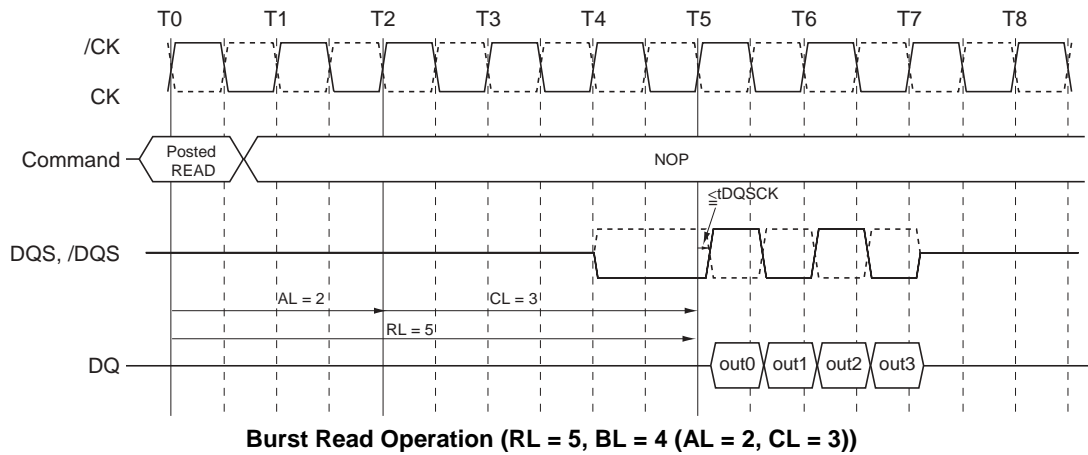 T0 T1 T2 T3 T4 T5 T6 T7 T8
/CK
CK
Command
Posted
READ
NOP
≤tDQSCK
DQS, /DQS
AL = 2
CL = 3
RL = 5
DQ
out0 out1 out2 out3
Burst Read Operation (RL = 5, BL = 4 (AL = 2, CL = 3))